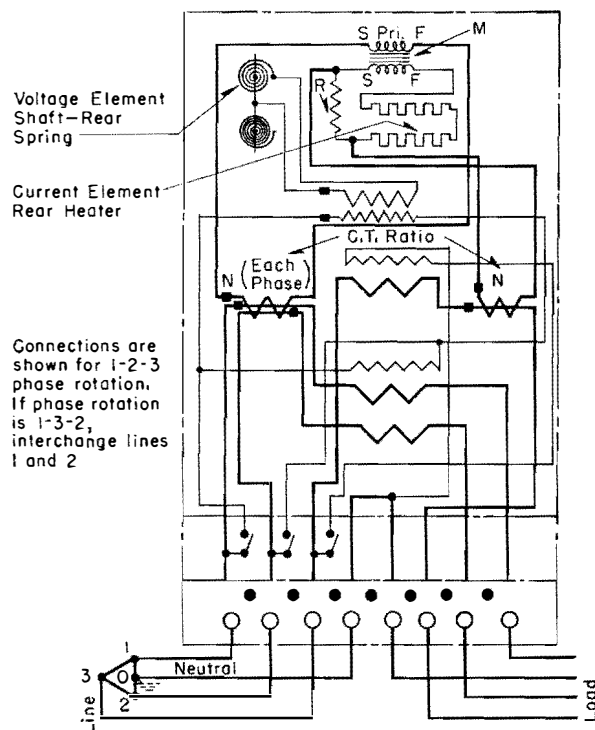 S Pri. F
M
S F
R
Voltage Element
Shaft-Rear
Spring
Current Element
Rear Heater
C.T. Ratio
N (Each
Phase)
N
Connections are
shown for 1-2-3
phase rotation.
If phase rotation
is 1-3-2,
interchange lines
1 and 2
1
3 0 Neutral
2
Line
Load